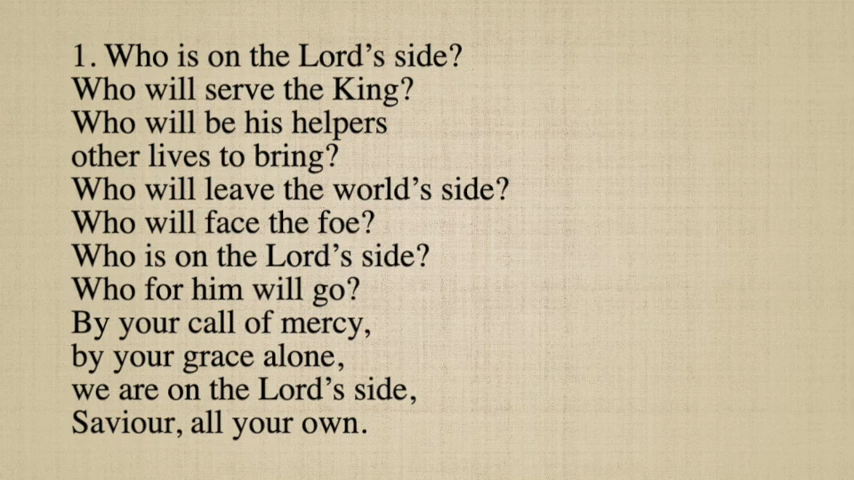 1. Who is on the Lord’s side?
Who will serve the King?
Who will be his helpers
other lives to bring?
Who will leave the world’s side?
Who will face the foe?
Who is on the Lord’s side?
Who for him will go?
By your call of mercy,
by your grace alone,
we are on the Lord’s side,
Saviour, all your own.